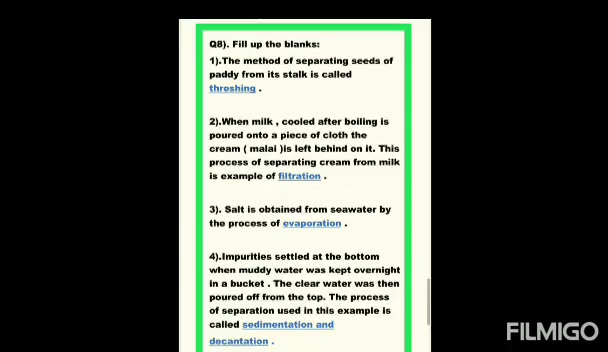 Q8). Fill up the blanks:
1).The method of separating seeds of
paddy from its stalk is called
threshing .
2).When milk , cooled after boiling is
poured onto a piece of cloth the
cream ( malai )is left behind on it. This
process of separating cream from milk
is example of filtration .
3). Salt is obtained from seawater by
the process of evaporation .
4).Impurities settled at the bottom
when muddy water was kept overnight
in a bucket . The clear water was then
poured off from the top. The process
of separation used in this example is
called sedimentation and
decantation .
FILMIGO